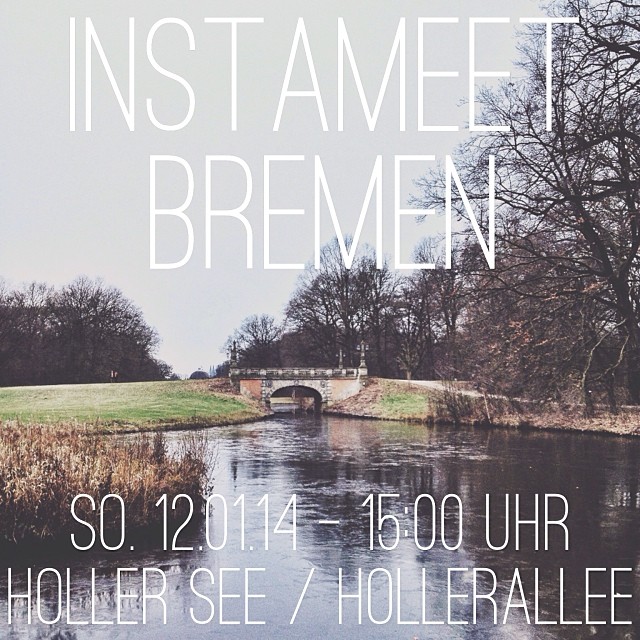 INSTAMEET
BREMEN
SO. 12.01.14 - 15:00 UHR
HOLLER SEE / HOLLERALLEE